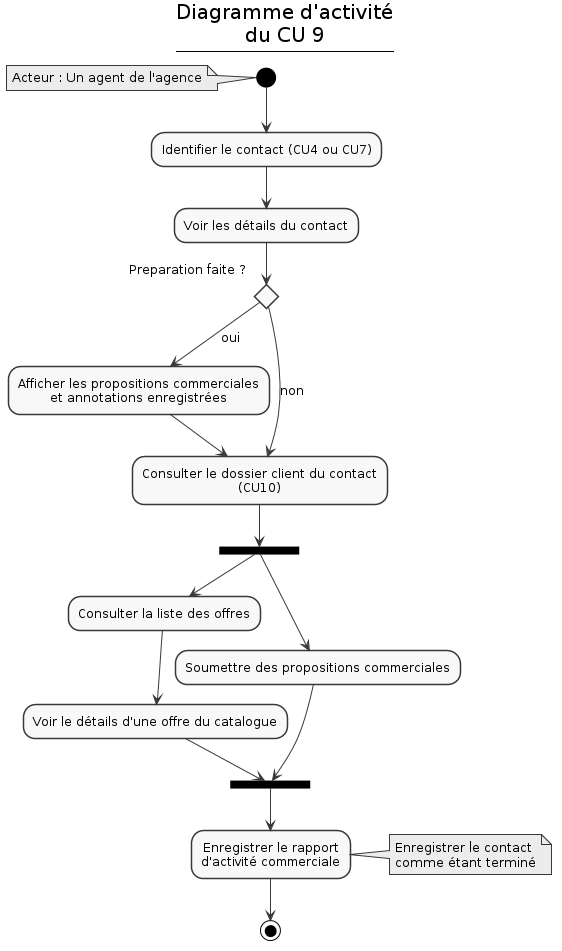 Diagramme d'activité
du CU 9
Acteur : Un agent de l'agence
Identifier le contact (CU4 ou CU7)
Voir les détails du contact
Preparation faite ?
oui
Afficher les propositions commerciales
et annotations enregistrées
non
Consulter le dossier client du contact
(CU10)
Consulter la liste des offres
Soumettre des propositions commerciales
Voir le détails d'une offre du catalogue
Enregistrer le rapport
d'activité commerciale
Enregistrer le contact
comme étant terminé